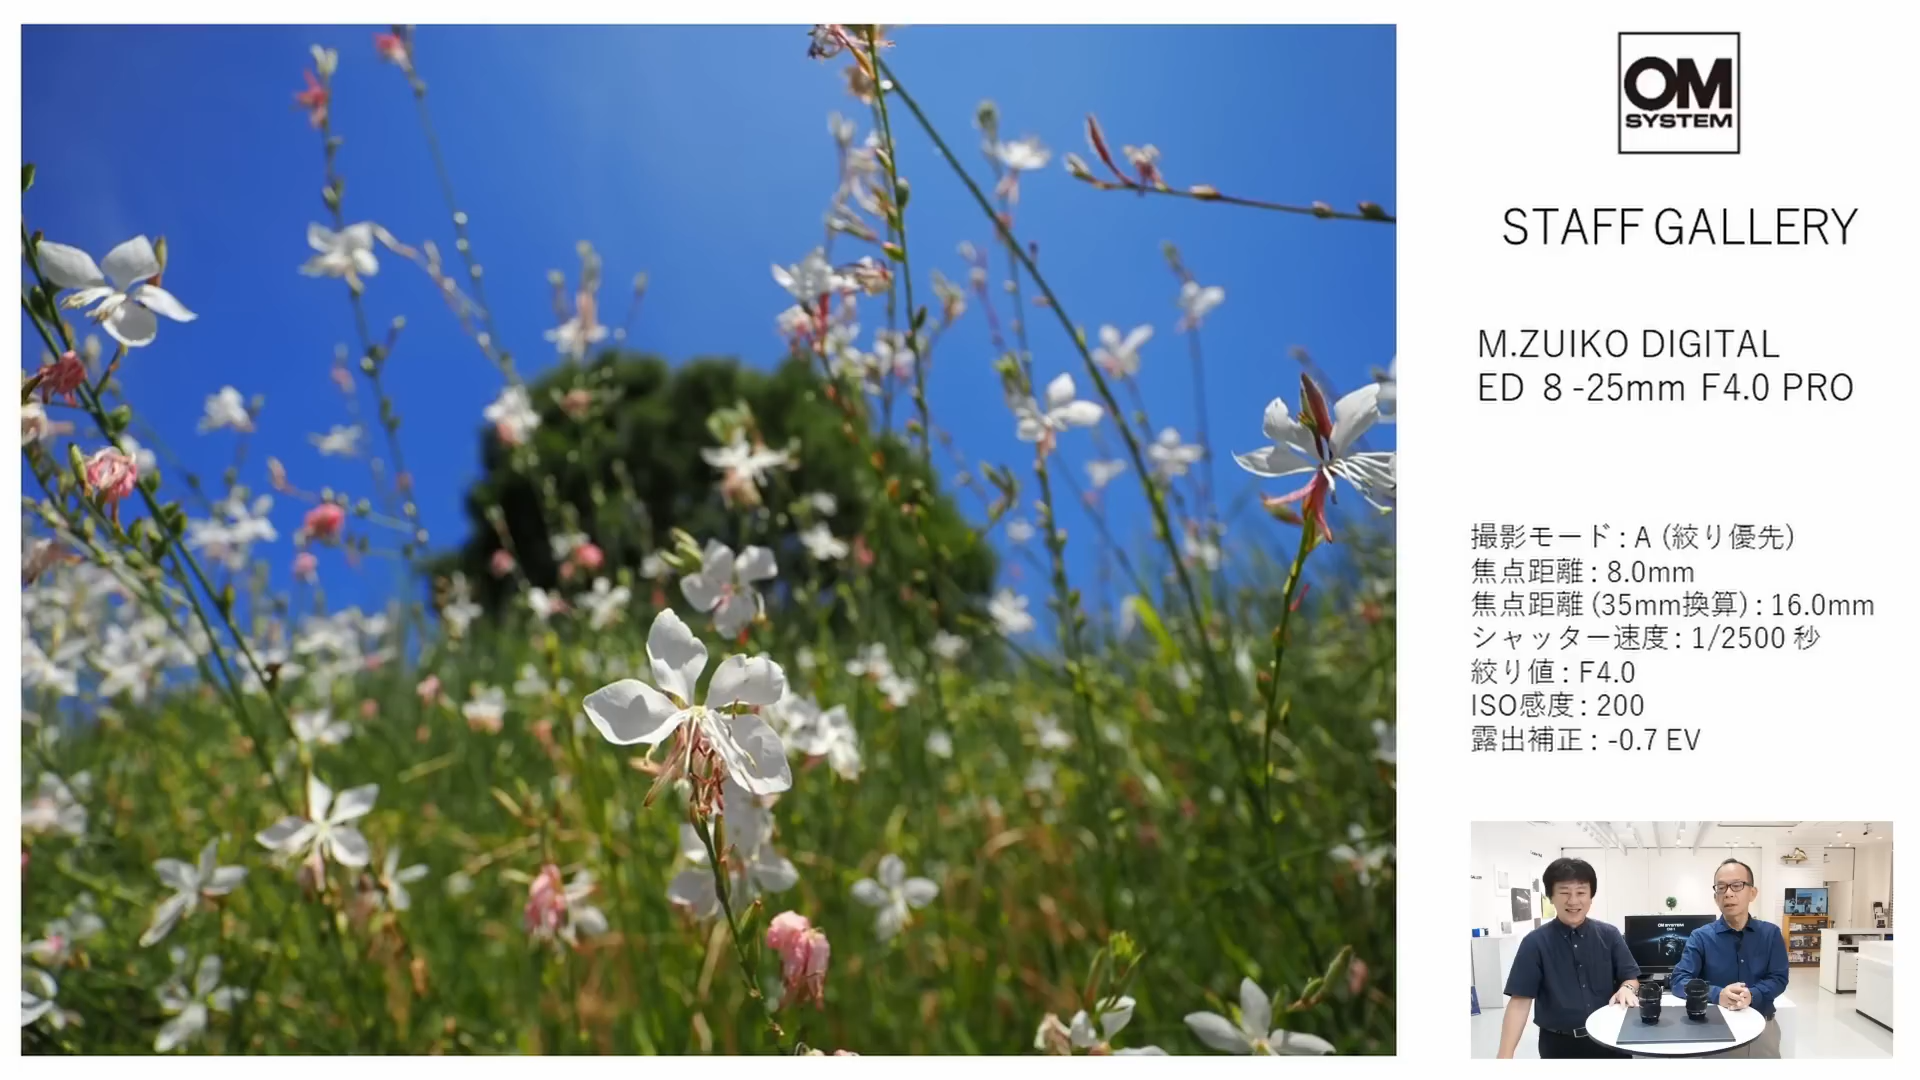 OM
SYSTEM
STAFF GALLERY
M.ZUIKO DIGITAL
ED 8-25mm F4.0 PRO
撮影モード : A (絞り優先)
焦点距離 : 8.0mm
焦点距離 (35mm換算) : 16.0mm
シャッター速度 : 1/2500 秒
絞り値 : F4.0
ISO感度 : 200
露出補正 : -0.7 EV
OM SYSTEM